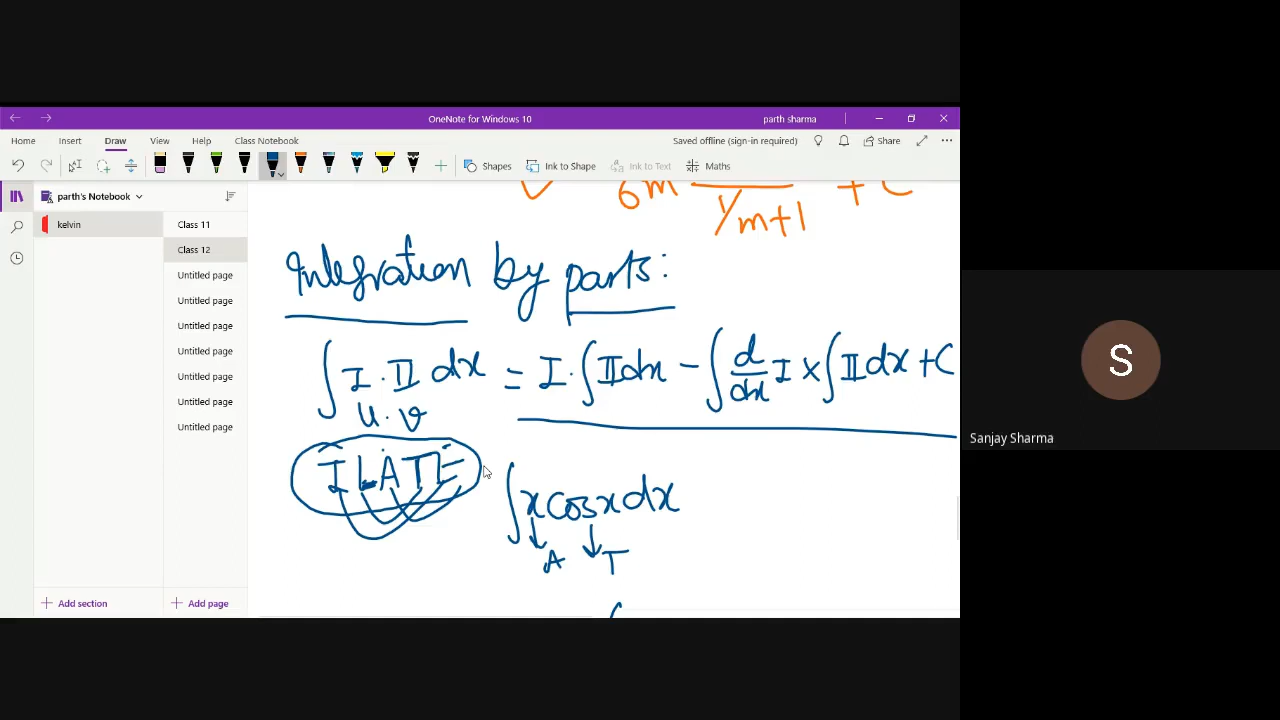 OneNote for Windows 10
parth sharma
Home Insert Draw View Help Class Notebook
Saved offline (sign-in required) Share
Shapes Ink to Shape Ink to Text Maths
parth's Notebook
kelvin
Class 11
Class 12
Untitled page
Untitled page
Untitled page
Untitled page
Untitled page
Untitled page
Untitled page
Add section
Add page
6m 1/m+1 + C
Integration by parts:
∫ I · II dx = I · ∫ II dx − ∫ d/dx I × ∫ II dx + C
u · v
ILATE
∫ x cos x dx
A T
S
Sanjay Sharma